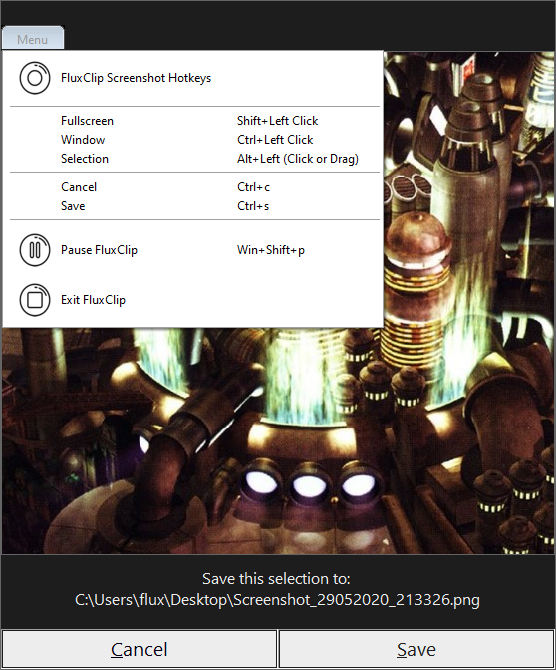 Menu
FluxClip Screenshot Hotkeys
Fullscreen Shift+Left Click
Window Ctrl+Left Click
Selection Alt+Left (Click or Drag)
Cancel Ctrl+c
Save Ctrl+s
Pause FluxClip Win+Shift+p
Exit FluxClip
Save this selection to:
C:\Users\flux\Desktop\Screenshot_29052020_213326.png
Cancel Save